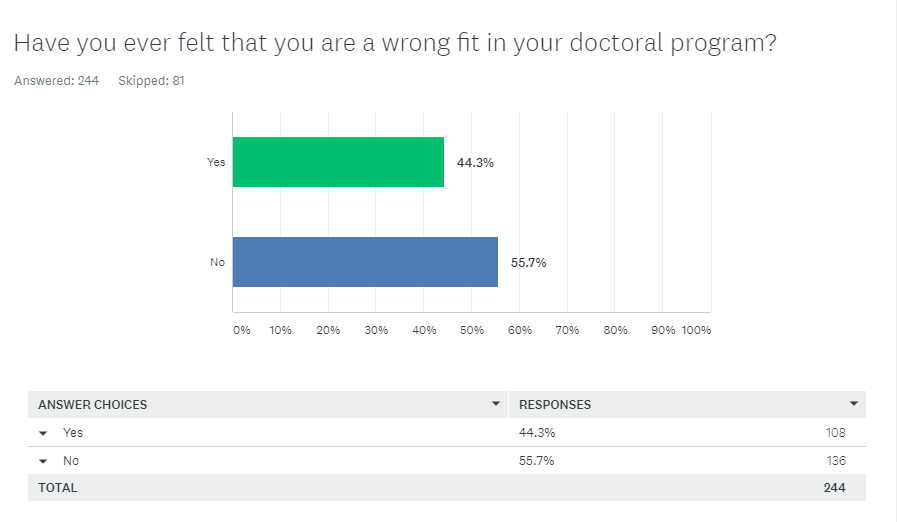 Have you ever felt that you are a wrong fit in your doctoral program?
Answered: 244 Skipped: 81
Yes 44.3%
No 55.7%
0% 10% 20% 30% 40% 50% 60% 70% 80% 90% 100%
ANSWER CHOICES RESPONSES
Yes 44.3% 108
No 55.7% 136
TOTAL 244